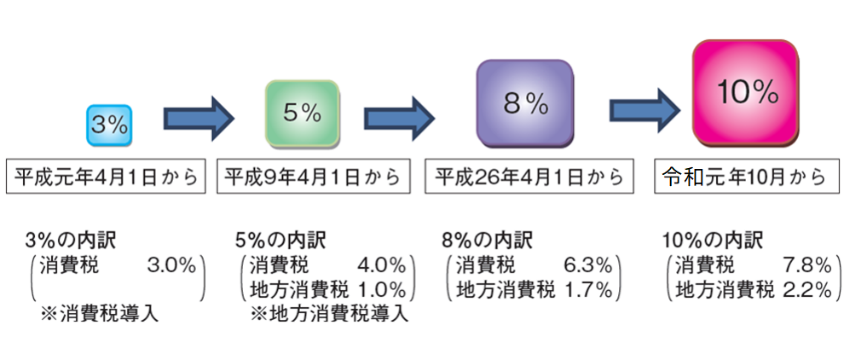 3%
5%
8%
10%
平成元年4月1日から
平成9年4月1日から
平成26年4月1日から
令和元年10月から
3%の内訳
(消費税 3.0%)
※消費税導入
5%の内訳
(消費税 4.0%
地方消費税 1.0%)
※地方消費税導入
8%の内訳
(消費税 6.3%
地方消費税 1.7%)
10%の内訳
(消費税 7.8%
地方消費税 2.2%)